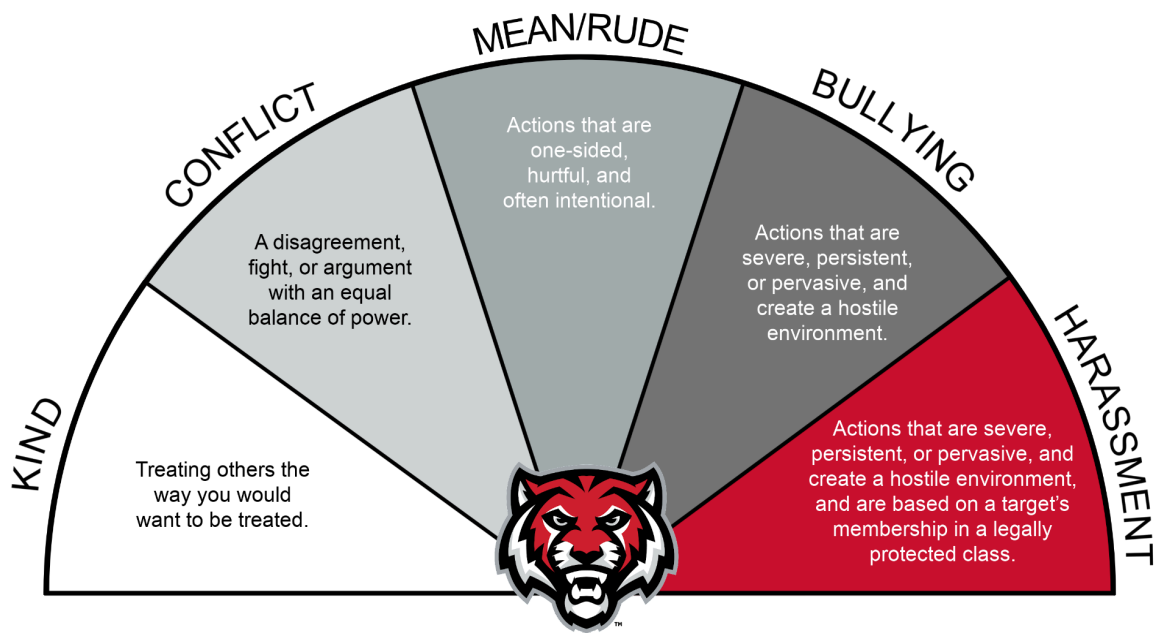 KIND
Treating others the
way you would
want to be treated.
CONFLICT
A disagreement,
fight, or argument
with an equal
balance of power.
MEAN/RUDE
Actions that are
one-sided,
hurtful, and
often intentional.
BULLYING
Actions that are
severe, persistent,
or pervasive, and
create a hostile
environment.
HARASSMENT
Actions that are severe,
persistent, or pervasive, and
create a hostile environment,
and are based on a target’s
membership in a legally
protected class.
™